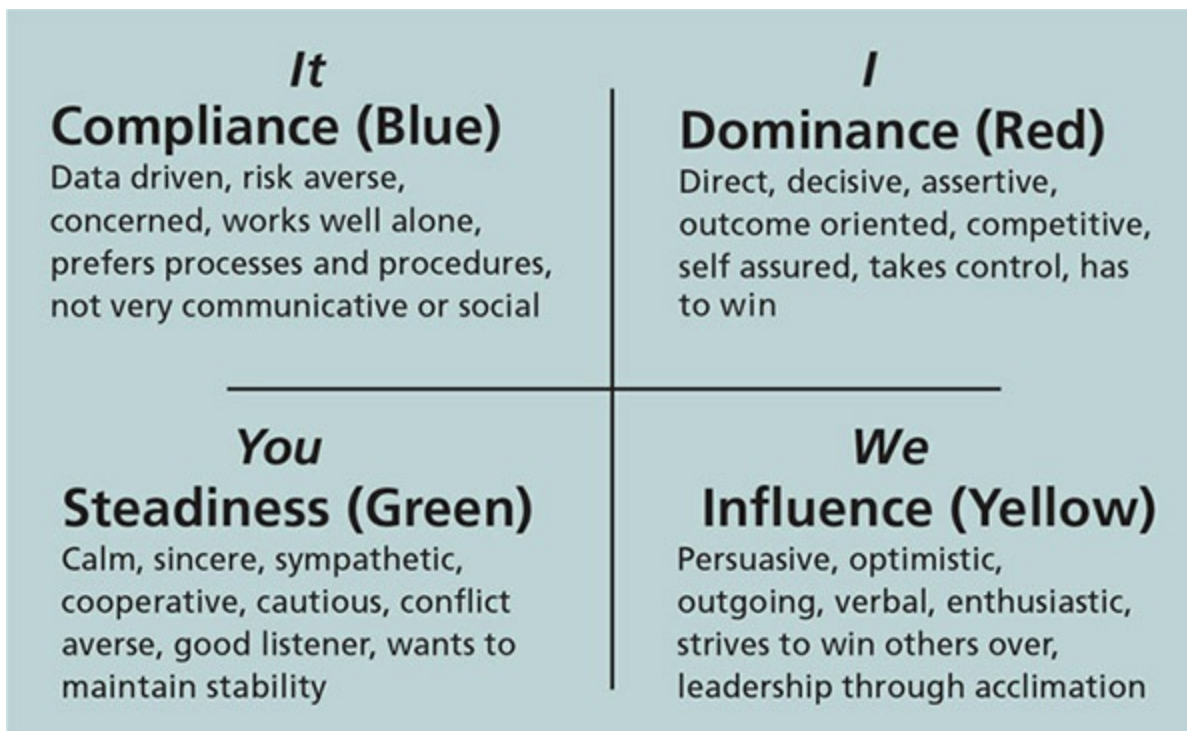 It
Compliance (Blue)
Data driven, risk averse,
concerned, works well alone,
prefers processes and procedures,
not very communicative or social
I
Dominance (Red)
Direct, decisive, assertive,
outcome oriented, competitive,
self assured, takes control, has
to win
You
Steadiness (Green)
Calm, sincere, sympathetic,
cooperative, cautious, conflict
averse, good listener, wants to
maintain stability
We
Influence (Yellow)
Persuasive, optimistic,
outgoing, verbal, enthusiastic,
strives to win others over,
leadership through acclimation